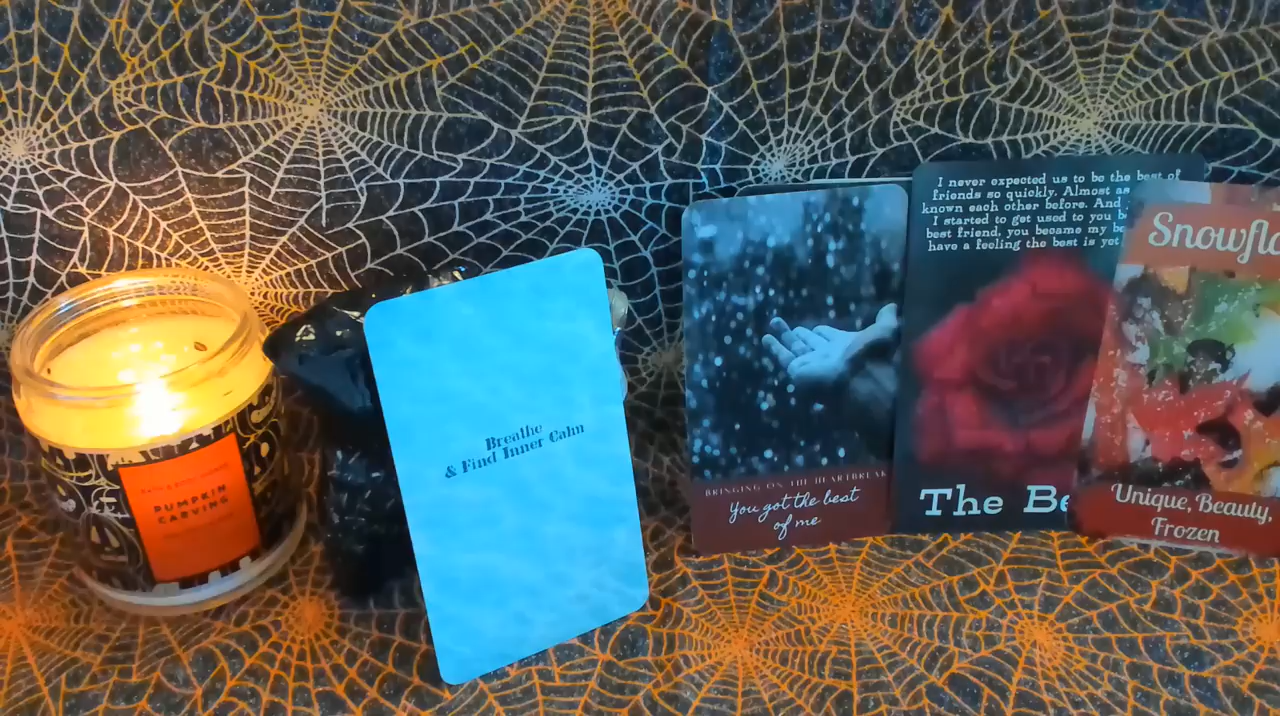 PUMPKIN
CARVING
Breathe
& Find Inner Calm
BRINGING ON THE HEARTBREAK
You got the best
of me
I never expected us to be the best of
friends so quickly. Almost as
known each other before. And
I started to get used to you
best friend, you became my
have a feeling the best is yet
The Be
Snowfla
Unique, Beauty,
Frozen